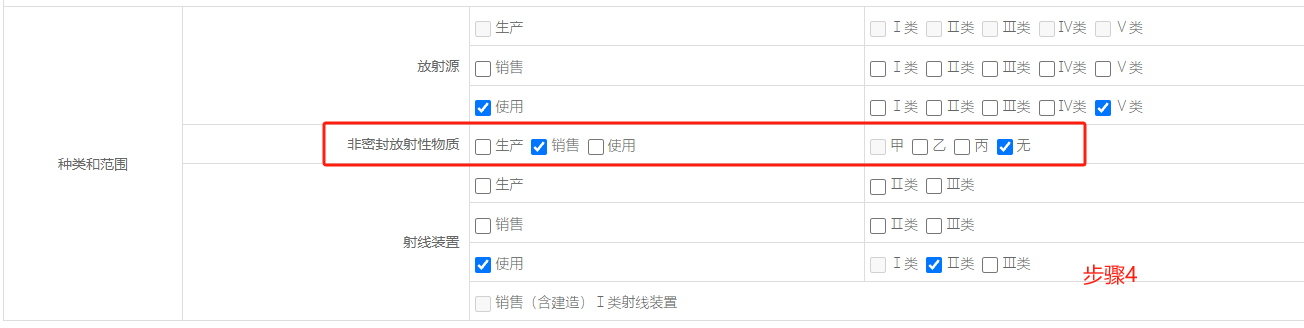 生产 Ⅰ类 Ⅱ类 Ⅲ类 Ⅳ类 Ⅴ类
放射源 销售 Ⅰ类 Ⅱ类 Ⅲ类 Ⅳ类 Ⅴ类
使用 Ⅰ类 Ⅱ类 Ⅲ类 Ⅳ类 Ⅴ类
非密封放射性物质 生产 销售 使用 甲 乙 丙 无
种类和范围
生产 Ⅱ类 Ⅲ类
销售 Ⅱ类 Ⅲ类
射线装置
使用 Ⅰ类 Ⅱ类 Ⅲ类
步骤4
销售（含建造）Ⅰ类射线装置